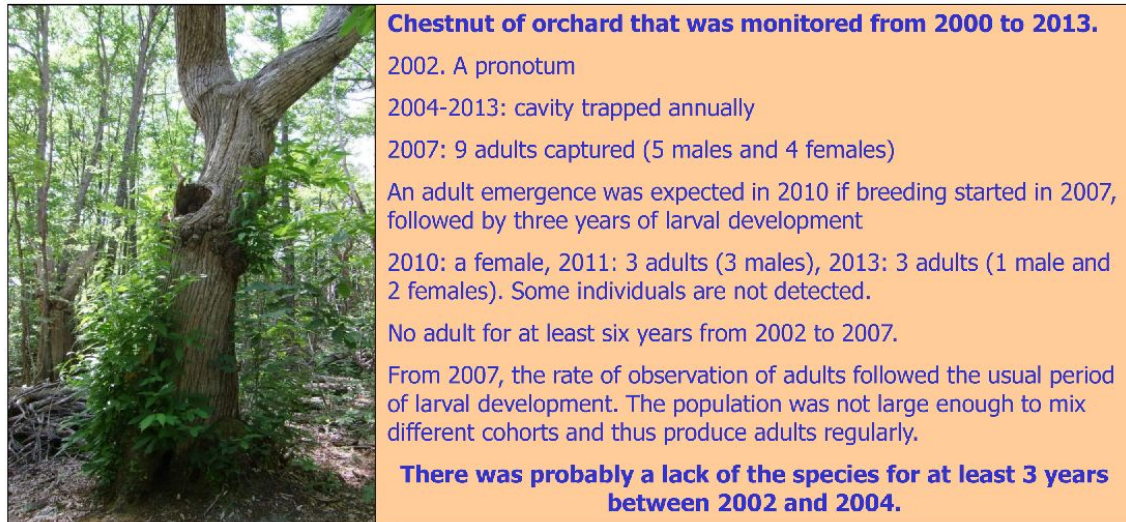 Chestnut of orchard that was monitored from 2000 to 2013.
2002. A pronotum
2004-2013: cavity trapped annually
2007: 9 adults captured (5 males and 4 females)
An adult emergence was expected in 2010 if breeding started in 2007,
followed by three years of larval development
2010: a female, 2011: 3 adults (3 males), 2013: 3 adults (1 male and
2 females). Some individuals are not detected.
No adult for at least six years from 2002 to 2007.
From 2007, the rate of observation of adults followed the usual period
of larval development. The population was not large enough to mix
different cohorts and thus produce adults regularly.
There was probably a lack of the species for at least 3 years
between 2002 and 2004.